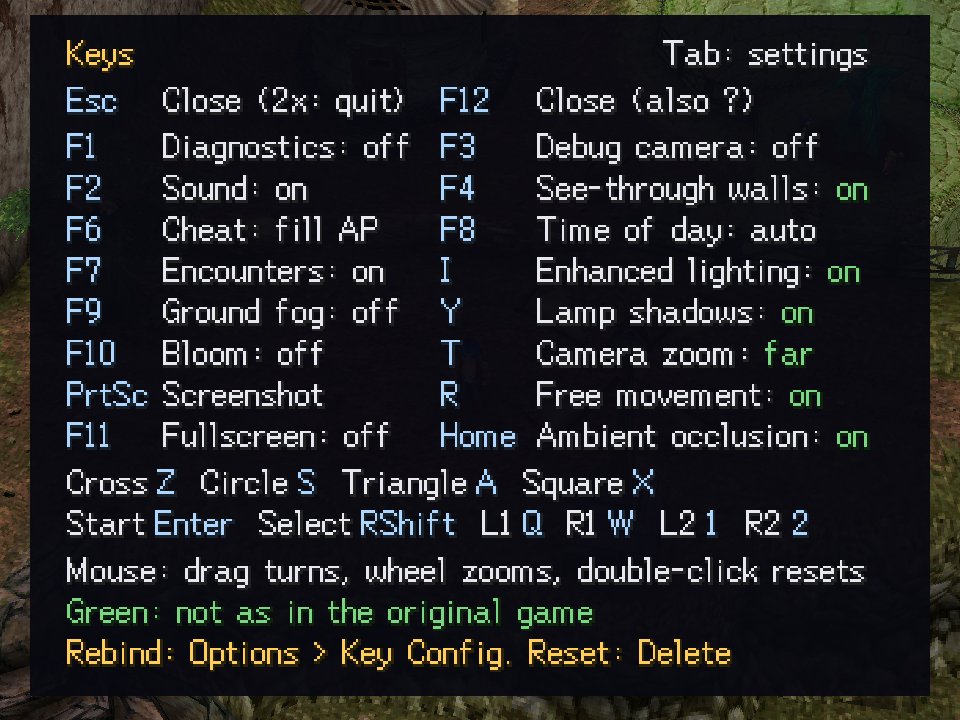 Keys Tab: settings
Esc Close (2x: quit) F12 Close (also ?)
F1 Diagnostics: off F3 Debug camera: off
F2 Sound: on F4 See-through walls: on
F6 Cheat: fill AP F8 Time of day: auto
F7 Encounters: on I Enhanced lighting: on
F9 Ground fog: off Y Lamp shadows: on
F10 Bloom: off T Camera zoom: far
PrtSc Screenshot R Free movement: on
F11 Fullscreen: off Home Ambient occlusion: on
Cross Z Circle S Triangle A Square X
Start Enter Select RShift L1 Q R1 W L2 1 R2 2
Mouse: drag turns, wheel zooms, double-click resets
Green: not as in the original game
Rebind: Options > Key Config. Reset: Delete